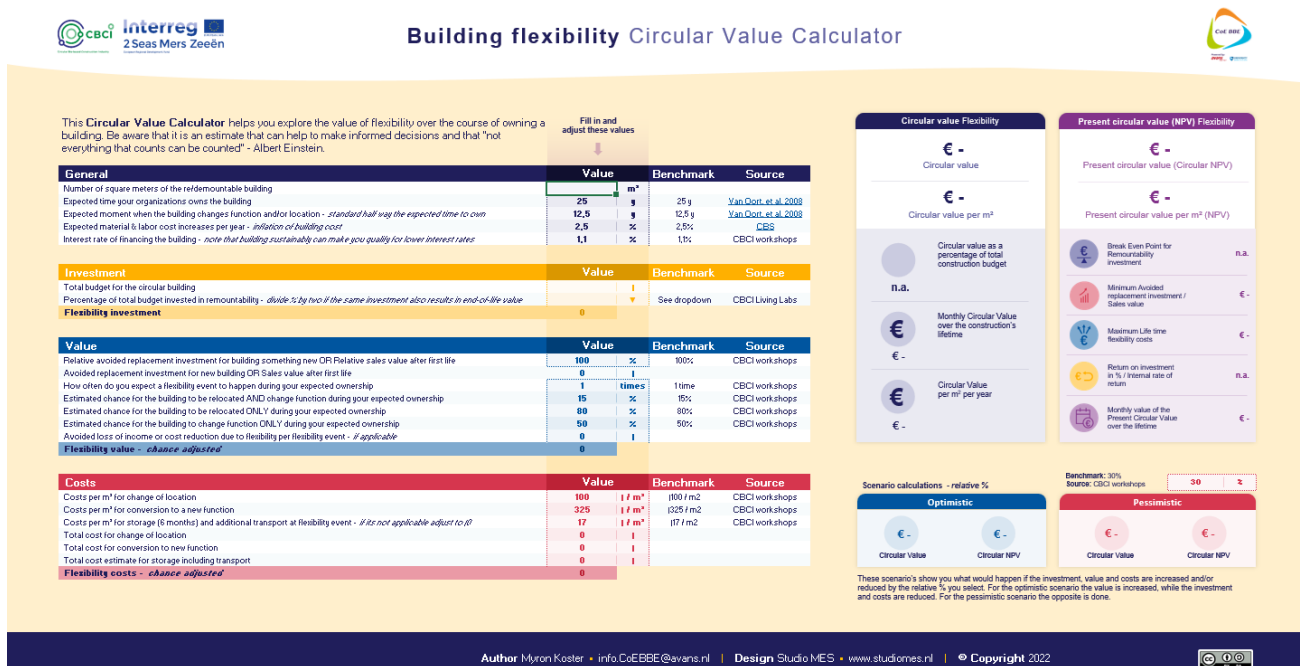 CBCI
Interreg
2 Seas Mers Zeeën
Building flexibility Circular Value Calculator
CoE BBE
This Circular Value Calculator helps you explore the value of flexibility over the course of owning a
building. Be aware that it is an estimate that can help to make informed decisions and that "not
everything that counts can be counted" - Albert Einstein.
Fill in and
adjust these values
General Value Benchmark Source
Number of square meters of the re/demountable building m²
Expected time your organizations owns the building 25 y 25 y Van Oort, et al. 2008
Expected moment when the building changes function and/or location - standard half way the expected time to own 12,5 y 12,5 y Van Oort, et al. 2008
Expected material & labor cost increases per year - inflation of building cost 2,5 % 2,5% CBS
Interest rate of financing the building - note that building sustainably can make you qualify for lower interest rates 1,1 % 1,1% CBCI workshops
Investment Value Benchmark Source
Total budget for the circular building |
Percentage of total budget invested in remountability - divide % by two if the same investment also results in end-of-life value ▼ See dropdown CBCI Living Labs
Flexibility investment 0
Value Value Benchmark Source
Relative avoided replacement investment for building something new OR Relative sales value after first life 100 % 100% CBCI workshops
Avoided replacement investment for new building OR Sales value after first life 0 |
How often do you expect a flexibility event to happen during your expected ownership 1 times 1 time CBCI workshops
Estimated chance for the building to be relocated AND change function during your expected ownership 15 % 15% CBCI workshops
Estimated chance for the building to be relocated ONLY during your expected ownership 80 % 80% CBCI workshops
Estimated chance for the building to change function ONLY during your expected ownership 50 % 50% CBCI workshops
Avoided loss of income or cost reduction due to flexibility per flexibility event - if applicable 0 |
Flexibility value - chance adjusted 0
Costs Value Benchmark Source
Costs per m² for change of location 100 | / m² |100 / m2 CBCI workshops
Costs per m² for conversion to a new function 325 | / m² |325 / m2 CBCI workshops
Costs per m² for storage (6 months) and additional transport at flexibility event - if its not applicable adjust to |0 17 | / m² |17 / m2 CBCI workshops
Total cost for change of location 0 |
Total cost for conversion to new function 0 |
Total cost estimate for storage including transport 0 |
Flexibility costs - chance adjusted 0
Circular value Flexibility
€ -
Circular value
€ -
Circular value per m²
Circular value as a
percentage of total
construction budget
n.a.
Monthly Circular Value
over the construction's
lifetime
€
€ -
Circular Value
per m² per year
€
€ -
Present circular value (NPV) Flexibility
€ -
Present circular value (Circular NPV)
€ -
Present circular value per m² (NPV)
Break Even Point for
Remountability
investment
n.a.
Minimum Avoided
replacement investment /
Sales value
€ -
Maximum Life time
flexibility costs
€ -
Return on investment
in % / Internal rate of
return
n.a.
Monthly value of the
Present Circular Value
over the lifetime
€ -
Scenario calculations - relative %
Benchmark: 30%
Source: CBCI workshops
30 %
Optimistic
€ - € -
Circular Value Circular NPV
Pessimistic
€ - € -
Circular Value Circular NPV
These scenario's show you what would happen if the investment, value and costs are increased and/or
reduced by the relative % you select. For the optimistic scenario the value is increased, while the investment
and costs are reduced. For the pessimistic scenario the opposite is done.
Author Myron Koster • info.CoEBBE@avans.nl | Design Studio MES • www.studiomes.nl | © Copyright 2022